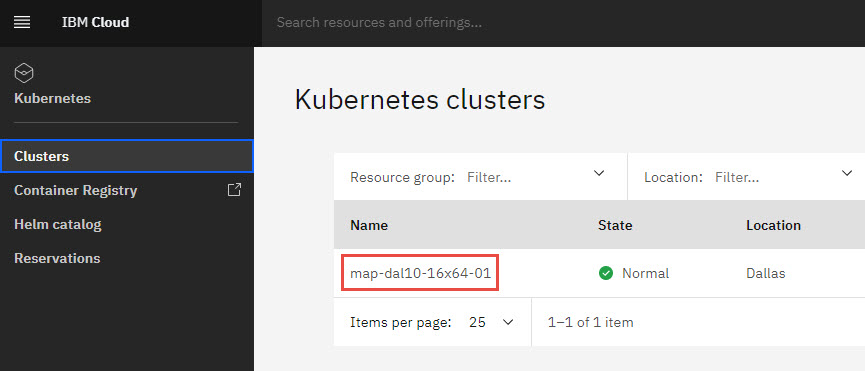 IBM Cloud
Search resources and offerings...
Kubernetes
Clusters
Container Registry
Helm catalog
Reservations
Kubernetes clusters
Resource group: Filter... Location: Filter...
Name State Location
map-dal10-16x64-01 Normal Dallas
Items per page: 25 1–1 of 1 item